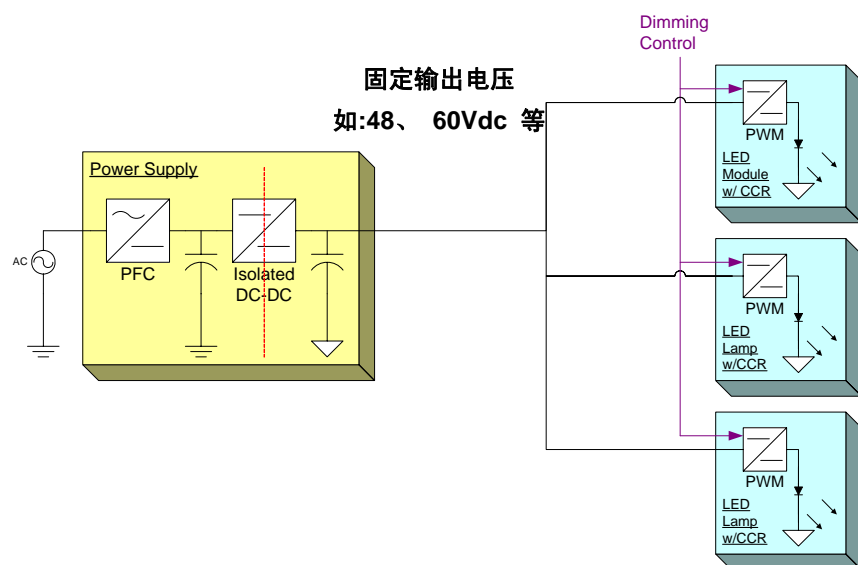 Dimming
Control
固定输出电压
如:48、 60Vdc 等
Power Supply
AC
PFC
Isolated
DC-DC
PWM
LED
Module
w/ CCR
PWM
LED
Lamp
w/CCR
PWM
LED
Lamp
w/CCR